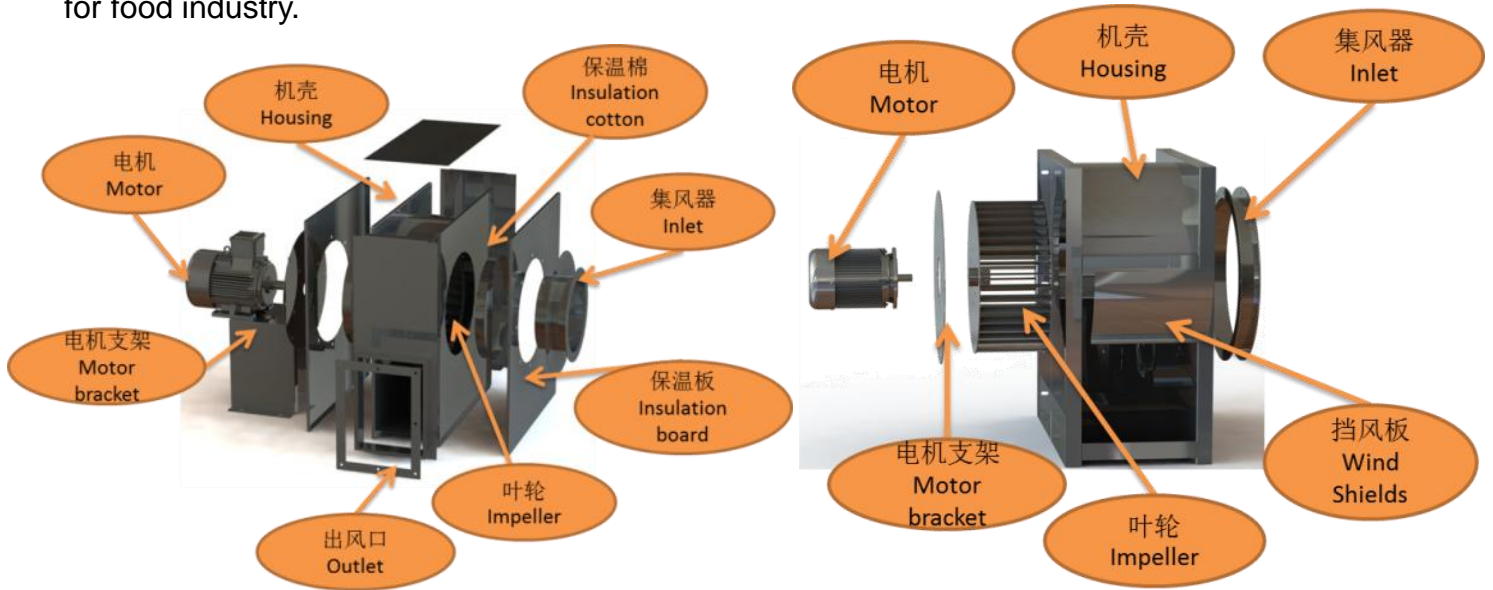 for food industry.
机壳
Housing
保温棉
Insulation
cotton
电机
Motor
集风器
Inlet
电机支架
Motor
bracket
保温板
Insulation
board
叶轮
Impeller
出风口
Outlet
机壳
Housing
集风器
Inlet
电机
Motor
电机支架
Motor
bracket
叶轮
Impeller
挡风板
Wind
Shields